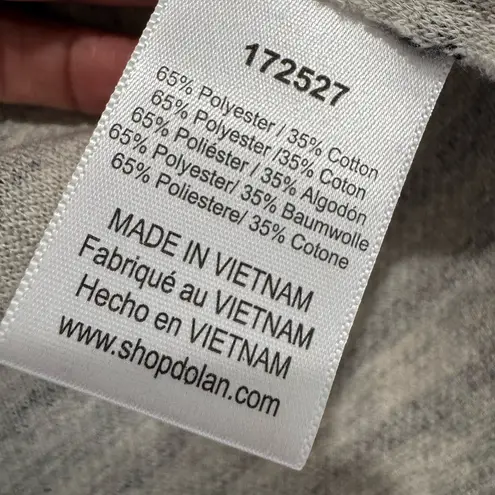 172527
65% Polyester / 35% Cotton
65% Polyester /35% Coton
65% Poliéster / 35% Algodón
65% Polyester/ 35% Baumwolle
65% Poliestere/ 35% Cotone
MADE IN VIETNAM
Fabriqué au VIETNAM
Hecho en VIETNAM
www.shopdolan.com